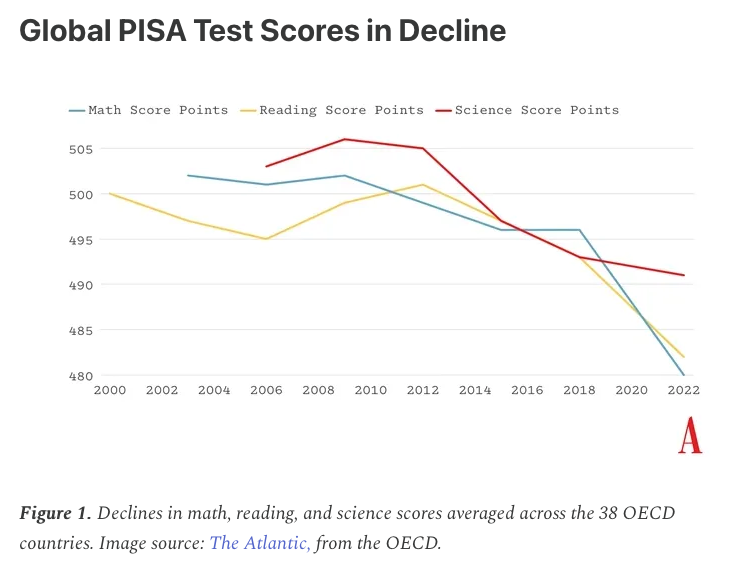 Global PISA Test Scores in Decline
Math Score Points Reading Score Points Science Score Points
505
500
495
490
485
480
2000 2002 2004 2006 2008 2010 2012 2014 2016 2018 2020 2022
A
Figure 1. Declines in math, reading, and science scores averaged across the 38 OECD
countries. Image source: The Atlantic, from the OECD.